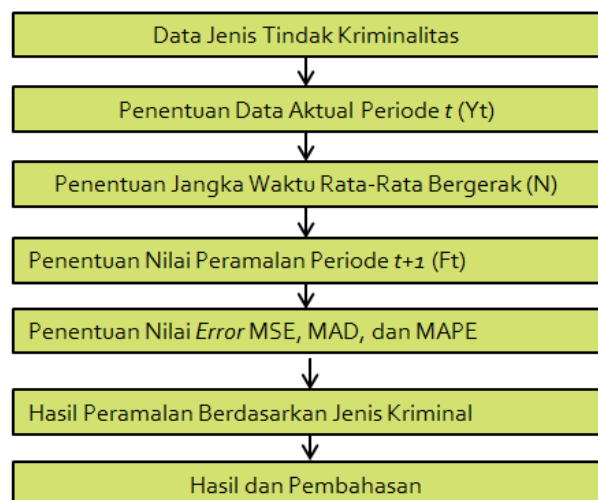 Data Jenis Tindak Kriminalitas
Penentuan Data Aktual Periode t (Yt)
Penentuan Jangka Waktu Rata-Rata Bergerak (N)
Penentuan Nilai Peramalan Periode t+1 (Ft)
Penentuan Nilai Error MSE, MAD, dan MAPE
Hasil Peramalan Berdasarkan Jenis Kriminal
Hasil dan Pembahasan